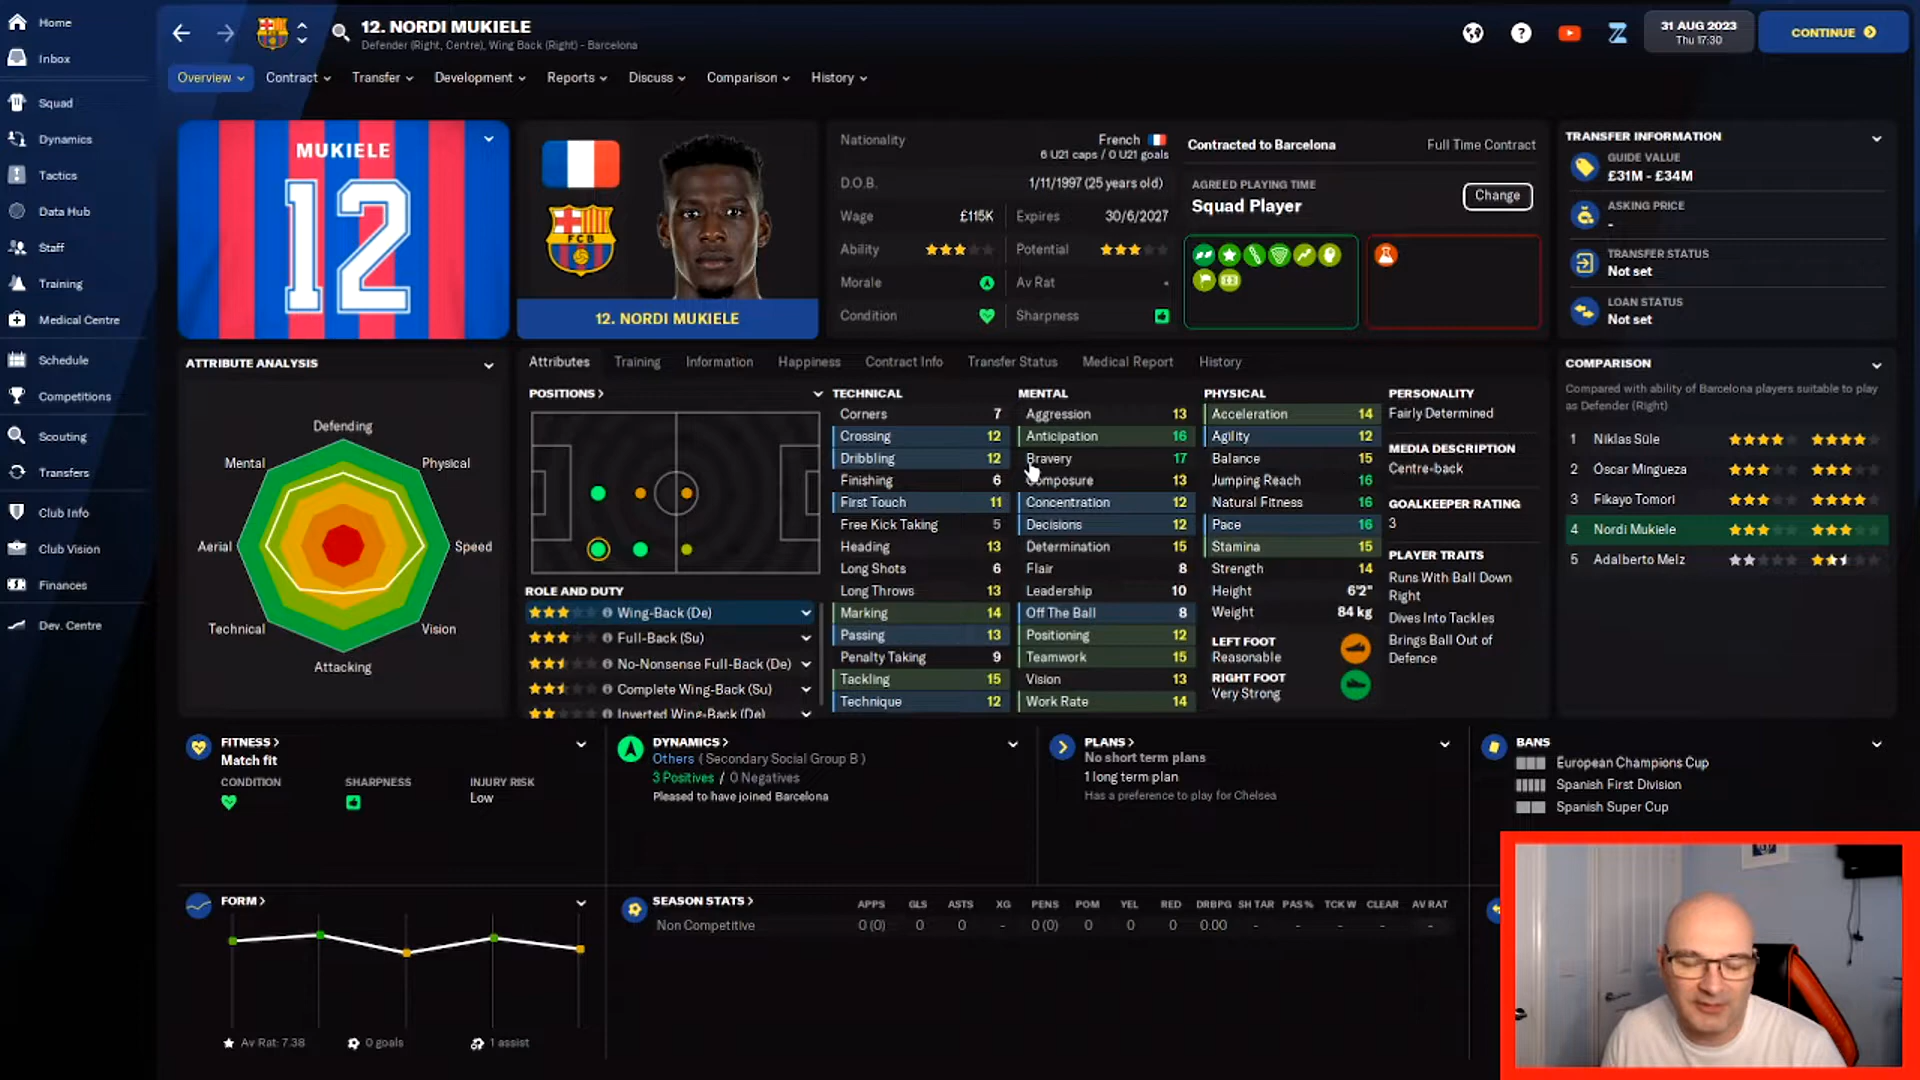 Home
Inbox
Squad
Dynamics
Tactics
Data Hub
Staff
Training
Medical Centre
Schedule
Competitions
Scouting
Transfers
Club Info
Club Vision
Finances
Dev. Centre
12. NORDI MUKIELE
Defender (Right, Centre), Wing Back (Right) - Barcelona
31 AUG 2023
Thu 17:30
CONTINUE
Overview
Contract
Transfer
Development
Reports
Discuss
Comparison
History
MUKIELE
12
FCB
12. NORDI MUKIELE
Nationality French
6 U21 caps / 0 U21 goals
D.O.B. 1/11/1997 (25 years old)
Wage £115K Expires 30/6/2027
Ability Potential
Morale Av Rat -
Condition Sharpness
Contracted to Barcelona Full Time Contract
AGREED PLAYING TIME
Squad Player
Change
TRANSFER INFORMATION
GUIDE VALUE
£31M - £34M
ASKING PRICE
-
TRANSFER STATUS
Not set
LOAN STATUS
Not set
ATTRIBUTE ANALYSIS
Defending
Mental Physical
Aerial Speed
Technical Vision
Attacking
Attributes Training Information Happiness Contract Info Transfer Status Medical Report History
POSITIONS >
ROLE AND DUTY
Wing-Back (De)
Full-Back (Su)
No-Nonsense Full-Back (De)
Complete Wing-Back (Su)
Inverted Wing-Back (De)
TECHNICAL
Corners 7
Crossing 12
Dribbling 12
Finishing 6
First Touch 11
Free Kick Taking 5
Heading 13
Long Shots 6
Long Throws 13
Marking 14
Passing 13
Penalty Taking 9
Tackling 15
Technique 12
MENTAL
Aggression 13
Anticipation 16
Bravery 17
Composure 13
Concentration 12
Decisions 12
Determination 15
Flair 8
Leadership 10
Off The Ball 8
Positioning 12
Teamwork 15
Vision 13
Work Rate 14
PHYSICAL
Acceleration 14
Agility 12
Balance 15
Jumping Reach 16
Natural Fitness 16
Pace 16
Stamina 15
Strength 14
Height 6'2"
Weight 84 kg
LEFT FOOT
Reasonable
RIGHT FOOT
Very Strong
PERSONALITY
Fairly Determined
MEDIA DESCRIPTION
Centre-back
GOALKEEPER RATING
3
PLAYER TRAITS
Runs With Ball Down
Right
Dives Into Tackles
Brings Ball Out of
Defence
COMPARISON
Compared with ability of Barcelona players suitable to play
as Defender (Right)
1 Niklas Süle
2 Óscar Mingueza
3 Fikayo Tomori
4 Nordi Mukiele
5 Adalberto Melz
FITNESS >
Match fit
CONDITION SHARPNESS INJURY RISK
Low
DYNAMICS >
Others ( Secondary Social Group B )
3 Positives / 0 Negatives
Pleased to have joined Barcelona
PLANS >
No short term plans
1 long term plan
Has a preference to play for Chelsea
BANS
European Champions Cup
Spanish First Division
Spanish Super Cup
FORM >
Av Rat: 7.38 0 goals 1 assist
SEASON STATS > APPS GLS ASTS XG PENS POM YEL RED DRBPG SH TAR PAS % TCK W CLEAR AV RAT
Non Competitive 0 (0) 0 0 - 0 (0) 0 0 0 0.00 - - - - -